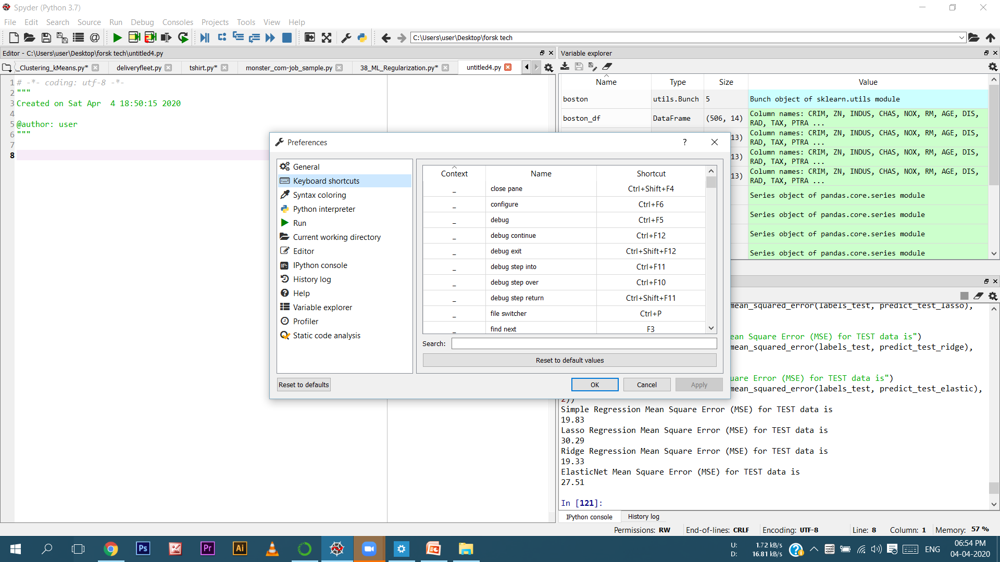 Spyder (Python 3.7)
File Edit Search Source Run Debug Consoles Projects Tools View Help
C:\Users\user\Desktop\forsk tech
Editor - C:\Users\user\Desktop\forsk tech\untitled4.py
_Clustering_kMeans.py* deliveryfleet.py tshirt.py* monster_com-job_sample.py 38_ML_Regularization.py* untitled4.py
1 # -*- coding: utf-8 -*-
2 """
3 Created on Sat Apr  4 18:50:15 2020
4
5 @author: user
6 """
7
8
Variable explorer
Name Type Size Value
boston utils.Bunch 5 Bunch object of sklearn.utils module
boston_df DataFrame (506, 14) Column names: CRIM, ZN, INDUS, CHAS, NOX, RM, AGE, DIS,
RAD, TAX, PTRA ...
13) Column names: CRIM, ZN, INDUS, CHAS, NOX, RM, AGE, DIS,
RAD, TAX, PTRA ...
13) Column names: CRIM, ZN, INDUS, CHAS, NOX, RM, AGE, DIS,
RAD, TAX, PTRA ...
13) Column names: CRIM, ZN, INDUS, CHAS, NOX, RM, AGE, DIS,
RAD, TAX, PTRA ...
Series object of pandas.core.series module
Series object of pandas.core.series module
Series object of pandas.core.series module
Series object of pandas.core.series module
Preferences ?
General
Keyboard shortcuts
Syntax coloring
Python interpreter
Run
Current working directory
Editor
IPython console
History log
Help
Variable explorer
Profiler
Static code analysis
Context Name Shortcut
_ close pane Ctrl+Shift+F4
_ configure Ctrl+F6
_ debug Ctrl+F5
_ debug continue Ctrl+F12
_ debug exit Ctrl+Shift+F12
_ debug step into Ctrl+F11
_ debug step over Ctrl+F10
_ debug step return Ctrl+Shift+F11
_ file switcher Ctrl+P
_ find next F3
Search:
Reset to default values
Reset to defaults OK Cancel Apply
mean_squared_error(labels_test, predict_test_lasso),
ean Square Error (MSE) for TEST data is")
mean_squared_error(labels_test, predict_test_ridge),
uare Error (MSE) for TEST data is")
mean_squared_error(labels_test, predict_test_elastic),
2))
Simple Regression Mean Square Error (MSE) for TEST data is
19.83
Lasso Regression Mean Square Error (MSE) for TEST data is
30.29
Ridge Regression Mean Square Error (MSE) for TEST data is
19.33
ElasticNet Mean Square Error (MSE) for TEST data is
27.51
In [121]:
IPython console History log
Permissions: RW End-of-lines: CRLF Encoding: UTF-8 Line: 8 Column: 1 Memory: 57 %
Ps Pr Ai
U: 1.72 kB/s
D: 16.81 kB/s
ENG
06:54 PM
04-04-2020